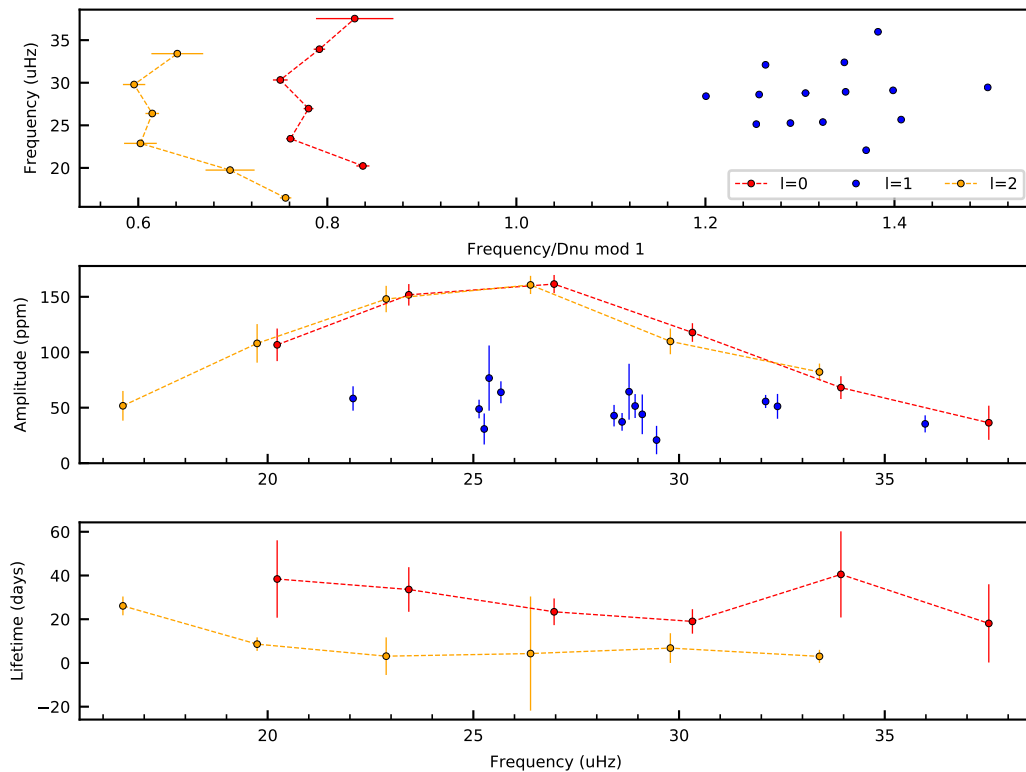 35
30
25
20
Frequency (uHz)
l=0 l=1 l=2
0.6 0.8 1.0 1.2 1.4
Frequency/Dnu mod 1
150
100
50
0
Amplitude (ppm)
20 25 30 35
60
40
20
0
−20
Lifetime (days)
20 25 30 35
Frequency (uHz)